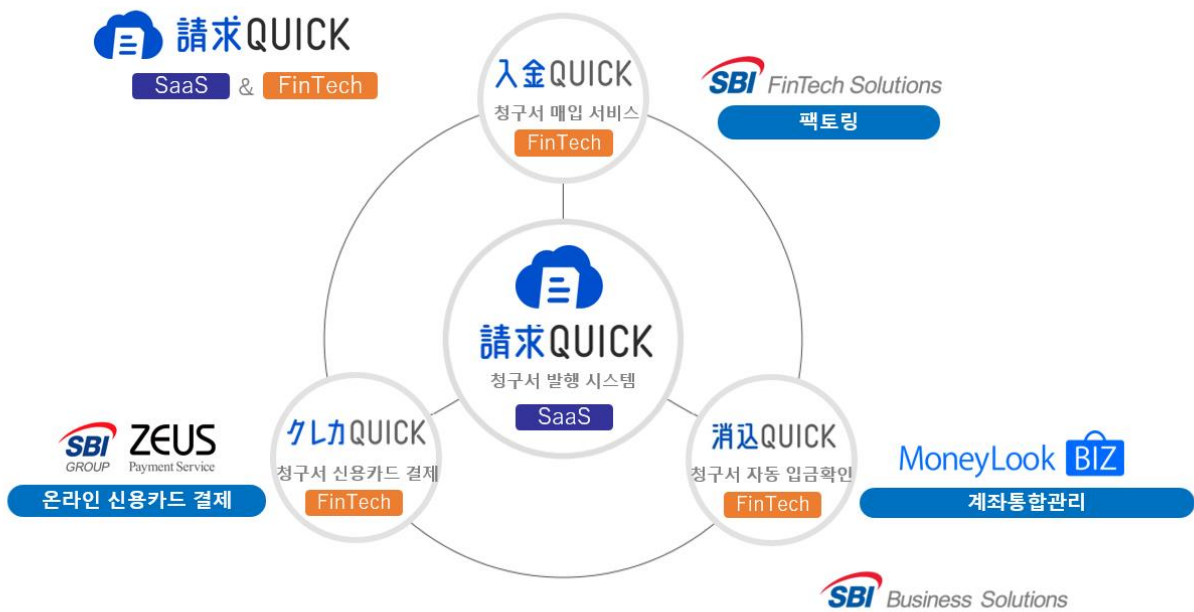 請求QUICK
SaaS & FinTech
入金QUICK
청구서 매입 서비스
FinTech
SBI FinTech Solutions
팩토링
請求QUICK
청구서 발행 시스템
SaaS
SBI GROUP
ZEUS
Payment Service
온라인 신용카드 결제
クレカQUICK
청구서 신용카드 결제
FinTech
消込QUICK
청구서 자동 입금확인
FinTech
MoneyLook BIZ
계좌통합관리
SBI Business Solutions